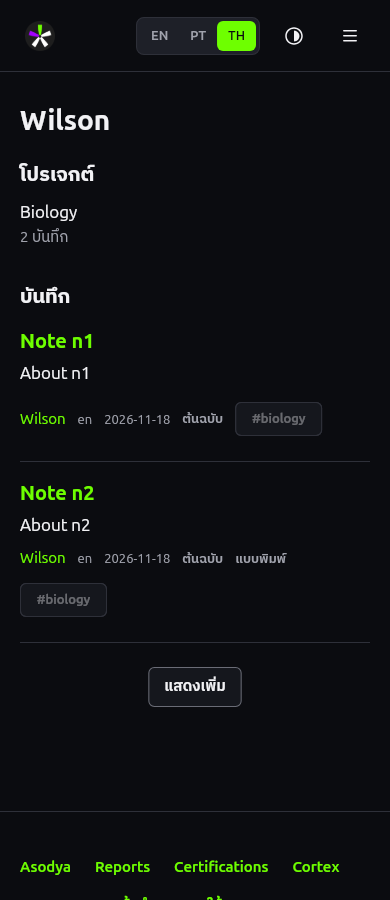 EN PT TH
Wilson
โปรเจกต์
Biology
2 บันทึก
บันทึก
Note n1
About n1
Wilson en 2026-11-18 ต้นฉบับ #biology
Note n2
About n2
Wilson en 2026-11-18 ต้นฉบับ แบบพิมพ์
#biology
แสดงเพิ่ม
Asodya Reports Certifications Cortex